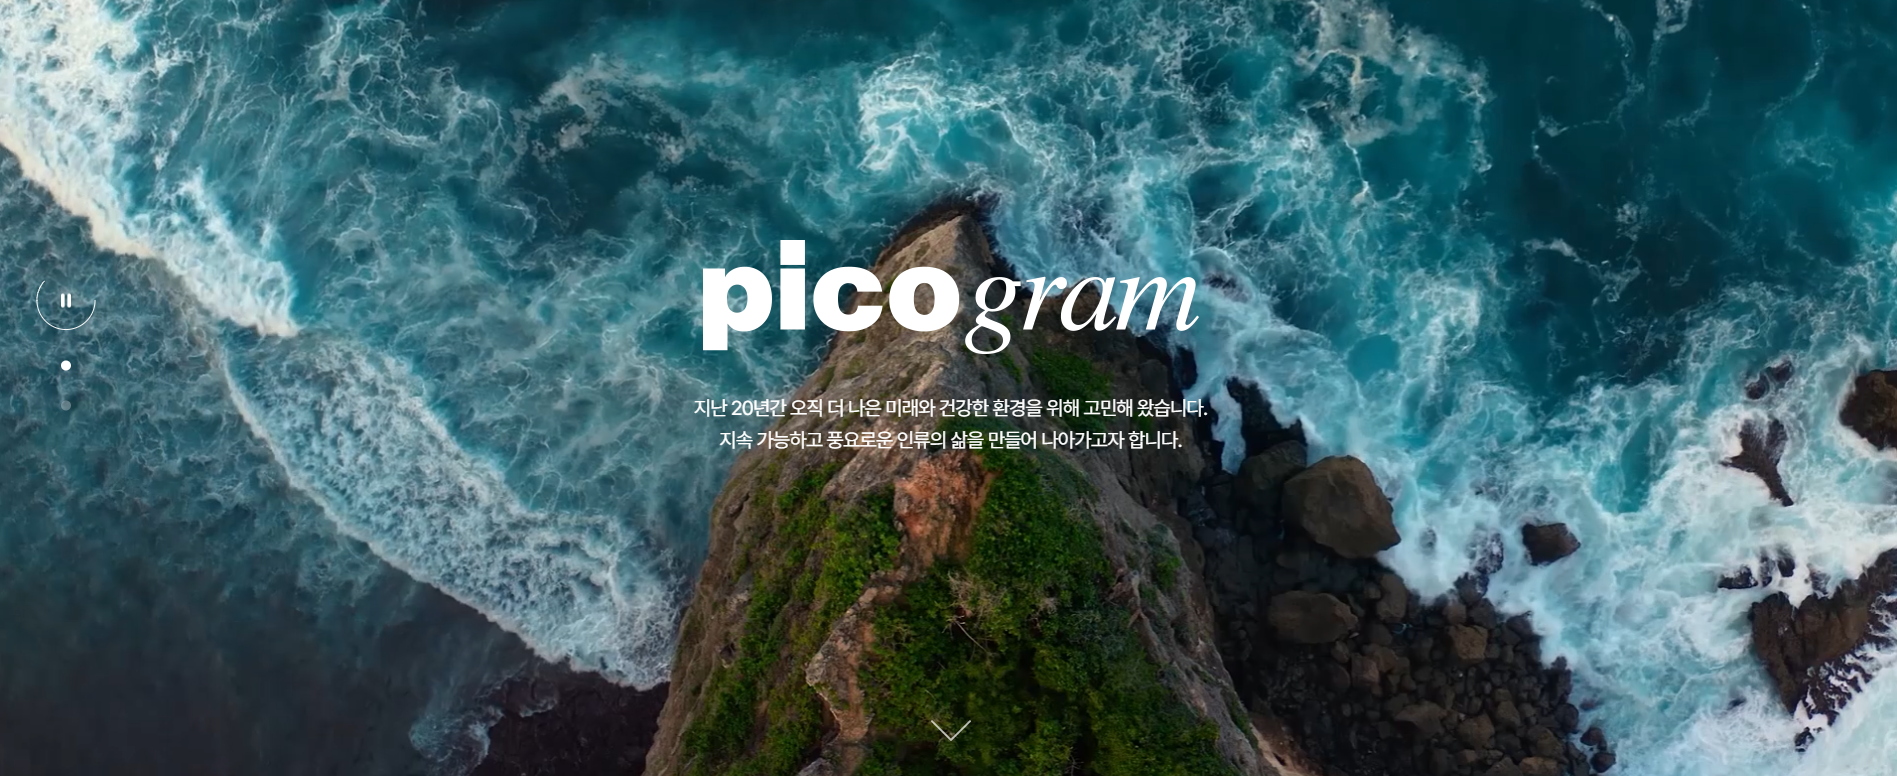 picogram
지난 20년간 오직 더 나은 미래와 건강한 환경을 위해 고민해 왔습니다.
지속 가능하고 풍요로운 인류의 삶을 만들어 나아가고자 합니다.